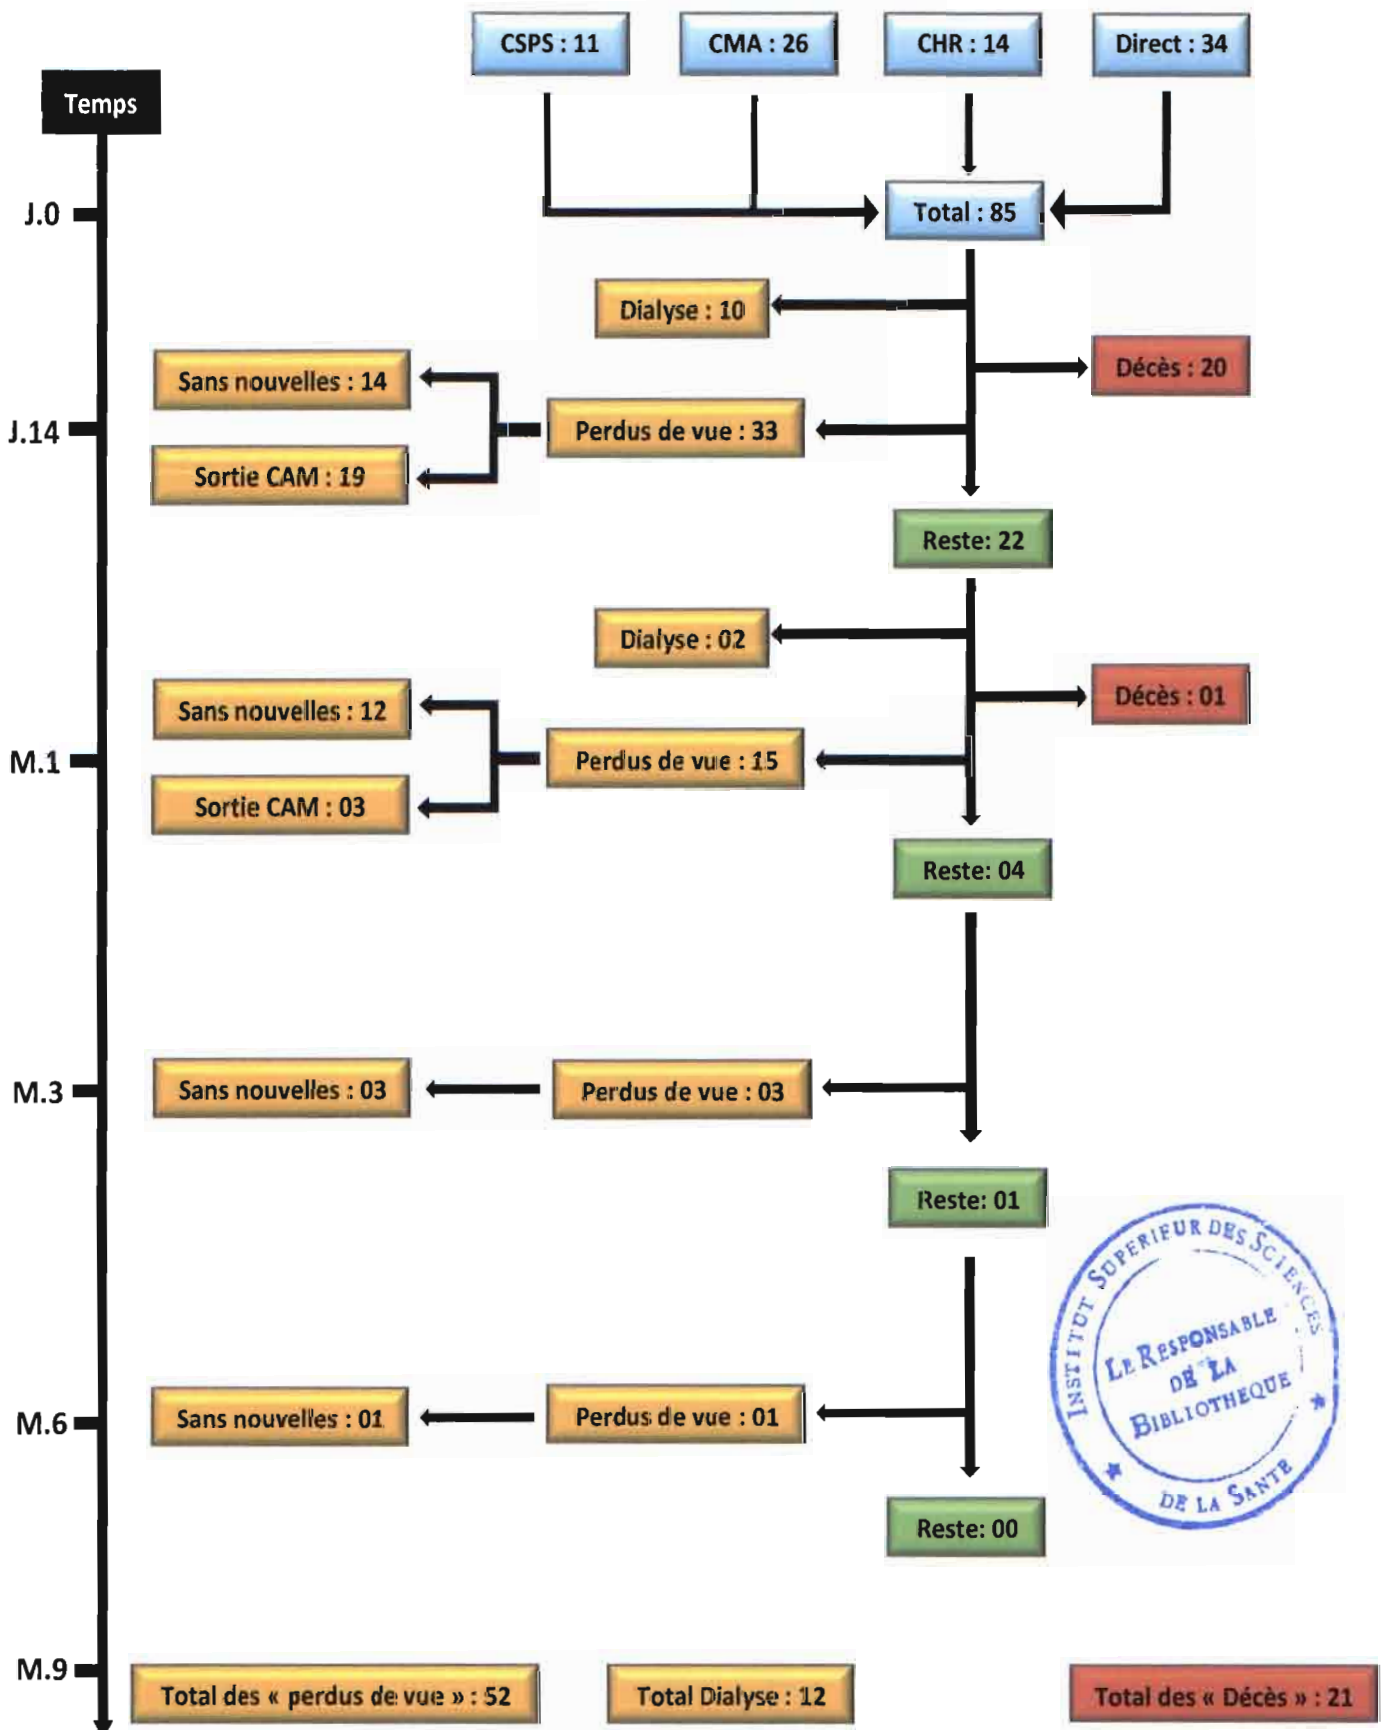 CSPS : 11
CMA : 26
CHR : 14
Direct : 34
Temps
J.0
Total : 85
Dialyse : 10
Décès : 20
Sans nouvelles : 14
J.14
Perdus de vue : 33
Sortie CAM : 19
Reste: 22
Dialyse : 02
Décès : 01
Sans nouvelles : 12
M.1
Perdus de vue : 15
Sortie CAM : 03
Reste: 04
M.3
Sans nouvelles : 03
Perdus de vue : 03
Reste: 01
INSTITUT SUPERIEUR DES SCIENCES
DE LA SANTE
LE RESPONSABLE
DE LA
BIBLIOTHEQUE
M.6
Sans nouvelles : 01
Perdus de vue : 01
Reste: 00
M.9
Total des « perdus de vue » : 52
Total Dialyse : 12
Total des « Décès » : 21